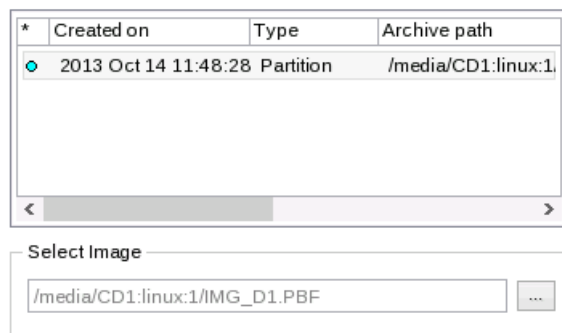 * Created on Type Archive path
2013 Oct 14 11:48:28 Partition /media/CD1:linux:1/
Select Image
/media/CD1:linux:1/IMG_D1.PBF
...